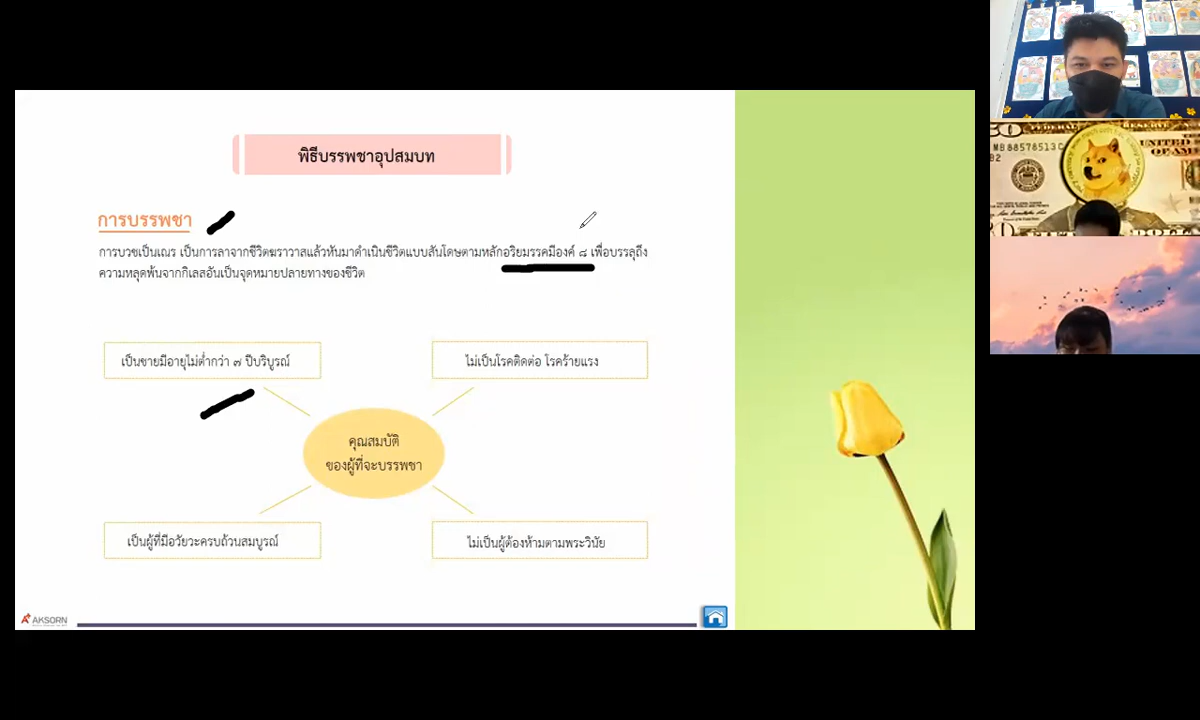 พิธีบรรพชาอุปสมบท
การบรรพชา
การบวชเป็นเณร เป็นการลาจากชีวิตฆราวาสแล้วหันมาดำเนินชีวิตแบบสันโดษตามหลักอริยมรรคมีองค์ ๘ เพื่อบรรลุถึง
ความหลุดพ้นจากกิเลสอันเป็นจุดหมายปลายทางของชีวิต
เป็นชายมีอายุไม่ต่ำกว่า ๗ ปีบริบูรณ์
ไม่เป็นโรคติดต่อ โรคร้ายแรง
คุณสมบัติ
ของผู้ที่จะบรรพชา
เป็นผู้ที่มีอวัยวะครบถ้วนสมบูรณ์
ไม่เป็นผู้ต้องห้ามตามพระวินัย
AKSORN
MB 88578513
UNITED